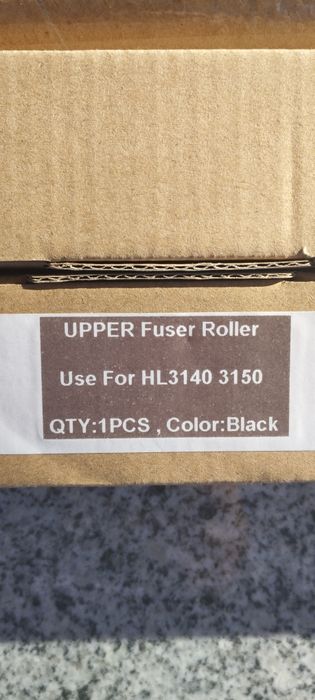 UPPER Fuser Roller
Use For HL3140 3150
QTY:1PCS , Color:Black